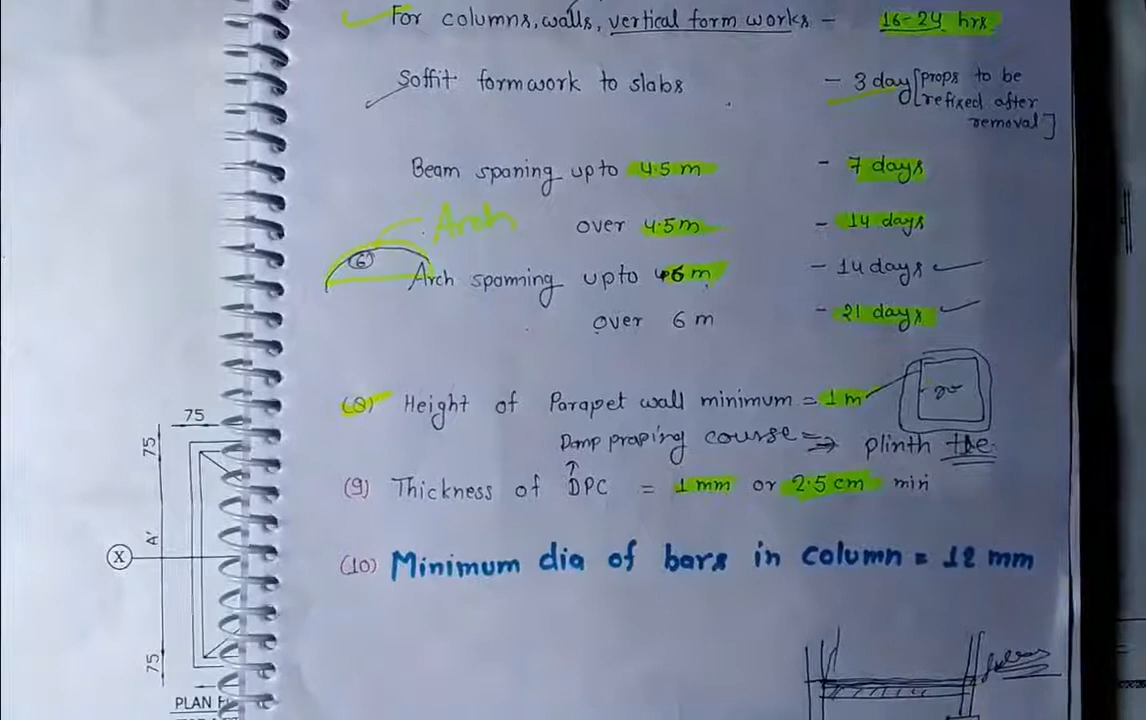 For columns, walls, vertical form works - 16-24 hrs
Soffit formwork to slabs - 3 day [props to be
refixed after
removal]
Beam spaning upto 4.5 m - 7 days
Arch
over 4.5m - 14 days
6
Arch spanning upto 6 m - 14 days
over 6 m - 21 days
(8) Height of Parapet wall minimum = 1 m
Damp proping course => plinth
(9) Thickness of DPC = 1 mm or 2.5 cm min
(10) Minimum dia of bars in column = 12 mm
75
75
A'
X
75
PLAN